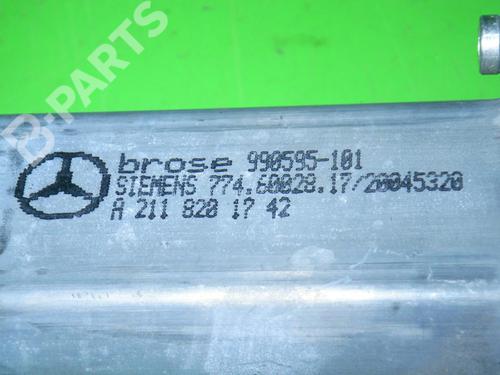 B-PARTS
brose 990595-101
SIEMENS 774.60028.17/20045320
A 211 820 17 42